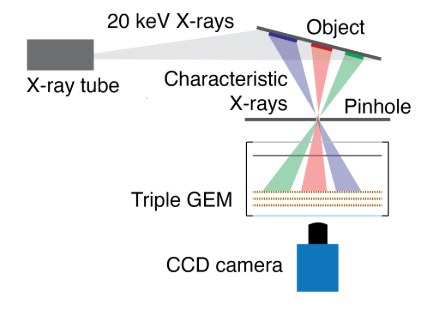 20 keV X-rays
Object
X-ray tube
Characteristic
X-rays
Pinhole
Triple GEM
CCD camera